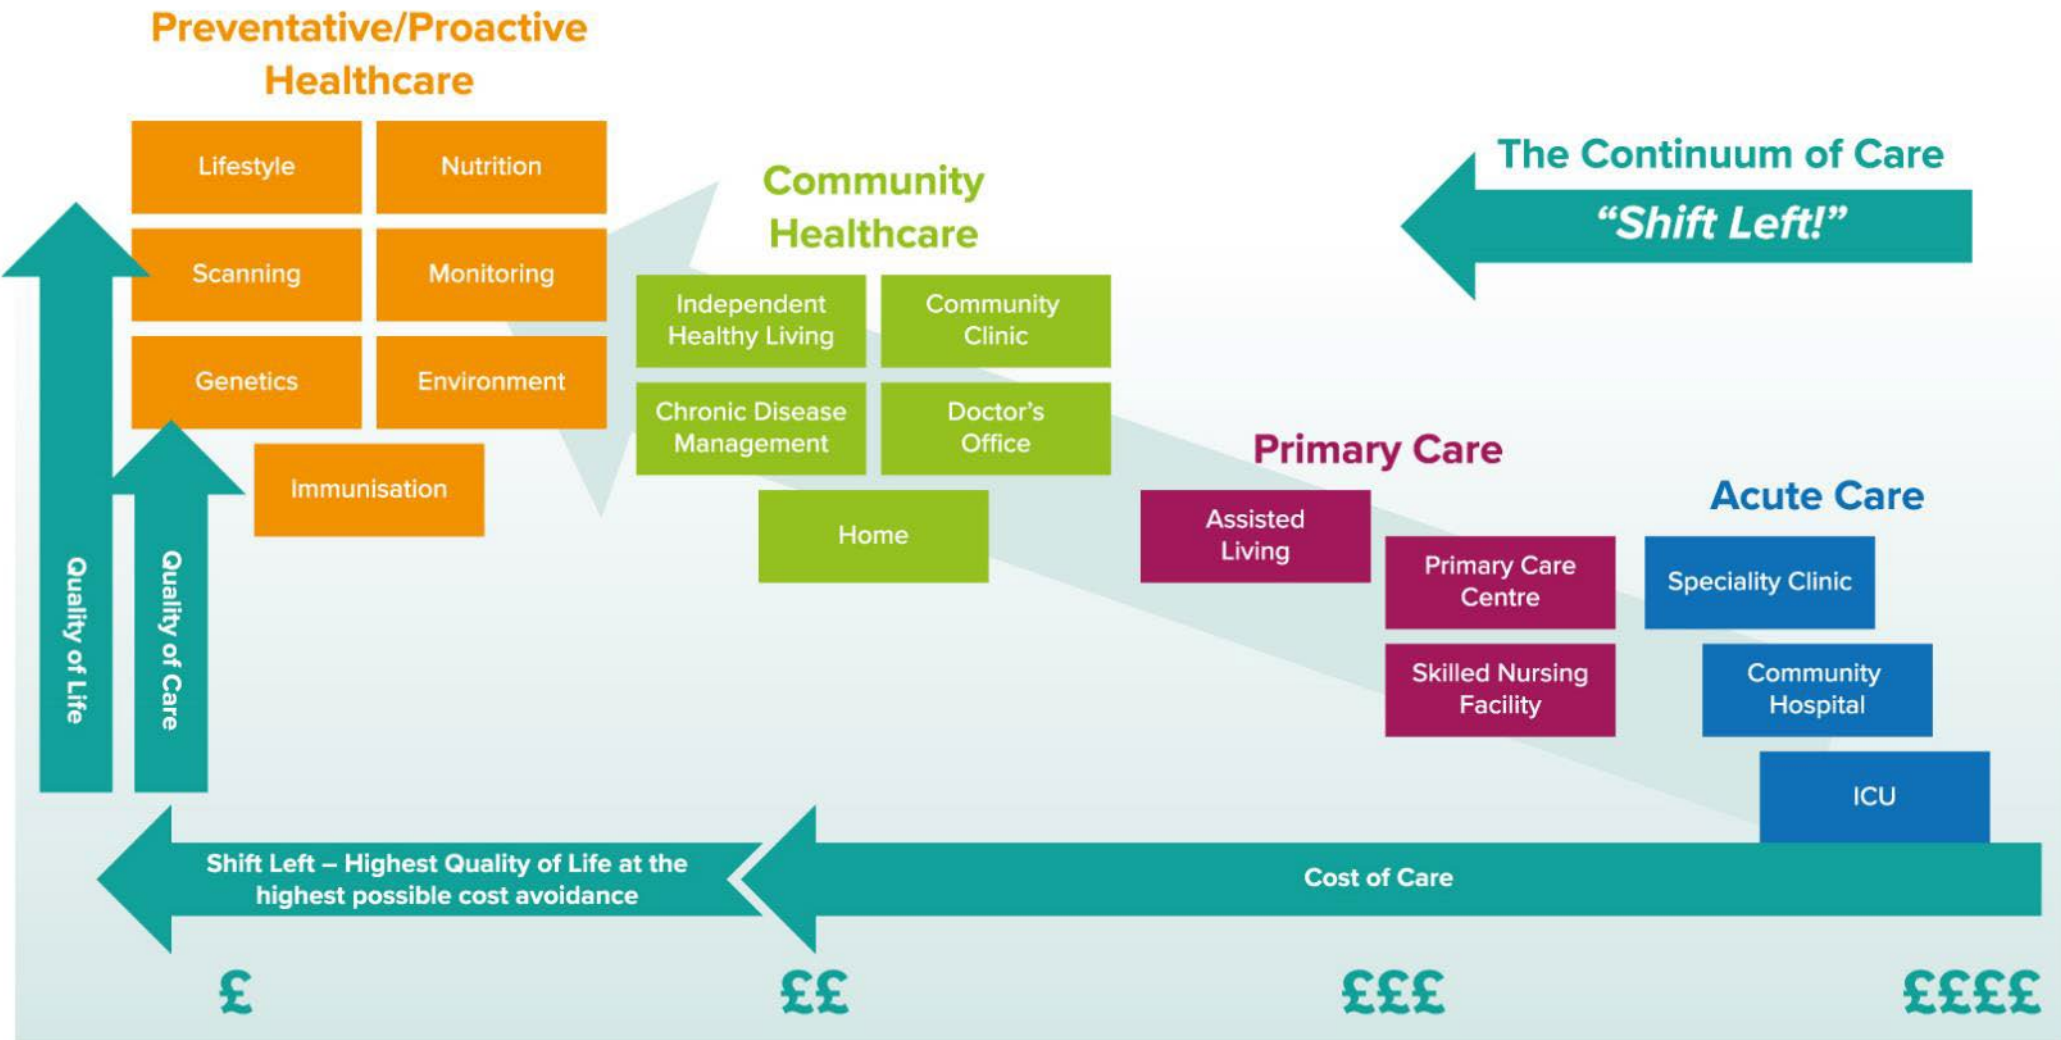 Preventative/Proactive
Healthcare
Lifestyle
Nutrition
Scanning
Monitoring
Genetics
Environment
Immunisation
Community
Healthcare
Independent
Healthy Living
Community
Clinic
Chronic Disease
Management
Doctor’s
Office
Home
The Continuum of Care
“Shift Left!”
Primary Care
Assisted
Living
Primary Care
Centre
Skilled Nursing
Facility
Acute Care
Speciality Clinic
Community
Hospital
ICU
Quality of Life
Quality of Care
Shift Left – Highest Quality of Life at the
highest possible cost avoidance
Cost of Care
£
££
£££
££££